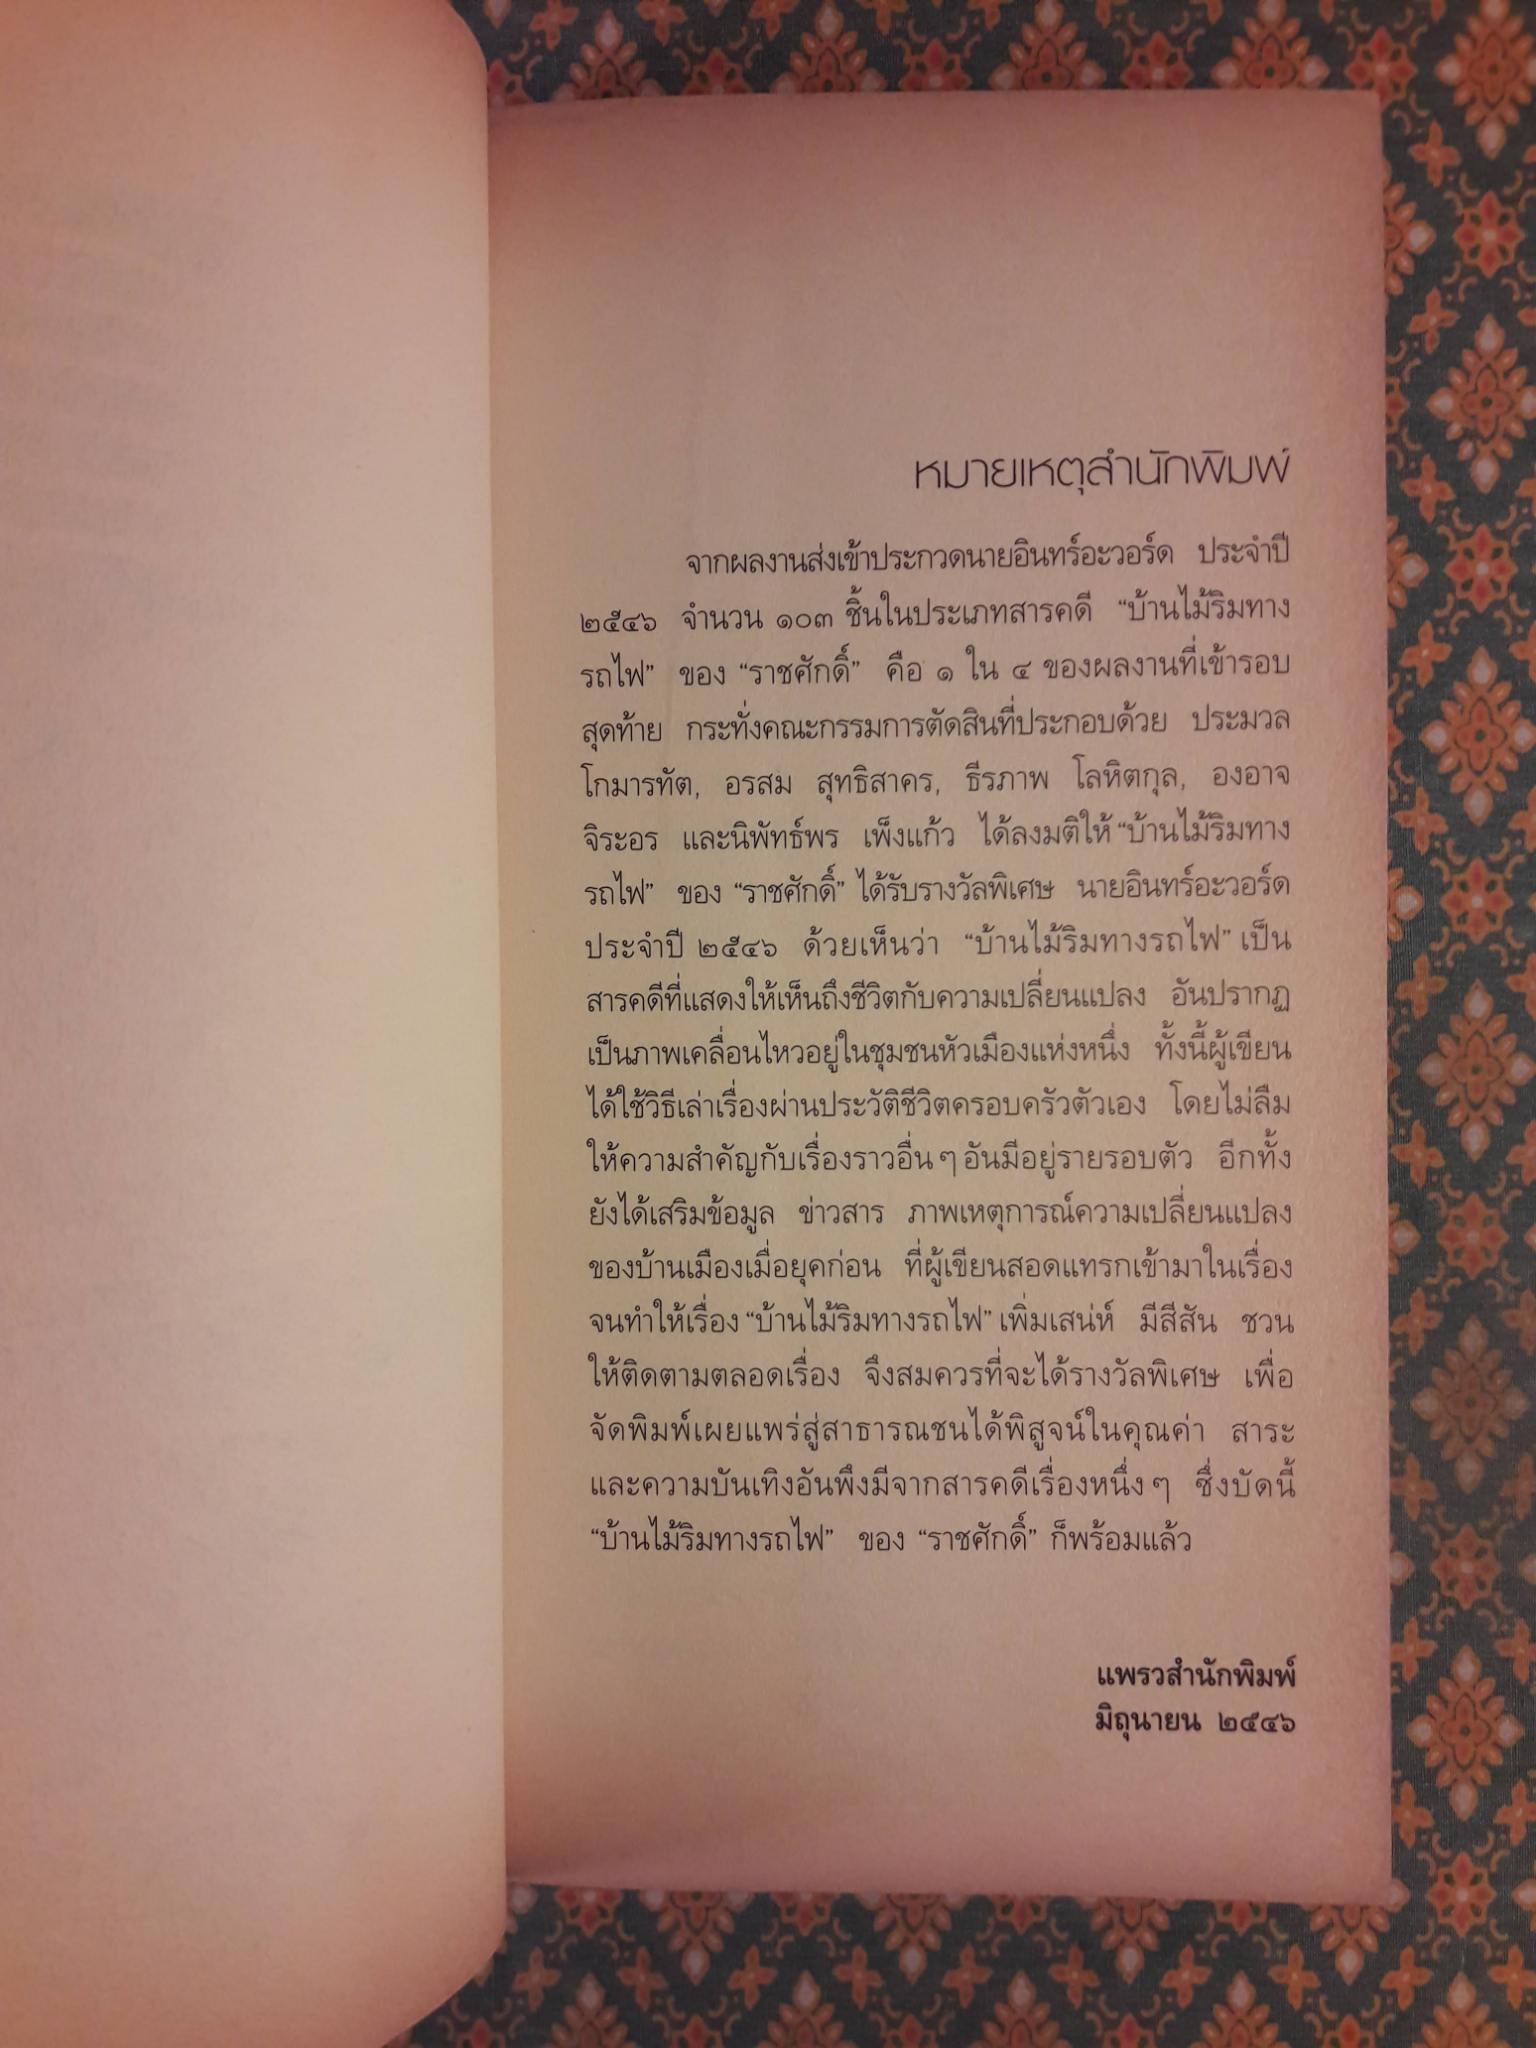 หมายเหตุสำนักพิมพ์
จากผลงานส่งเข้าประกวดนายอินทร์อะวอร์ด ประจำปี
๒๕๔๖ จำนวน ๑๐๓ ชิ้นในประเภทสารคดี “บ้านไม้ริมทาง
รถไฟ” ของ “ราชศักดิ์” คือ ๑ ใน ๔ ของผลงานที่เข้ารอบ
สุดท้าย กระทั่งคณะกรรมการตัดสินที่ประกอบด้วย ประมวล
โกมารทัต, อรสม สุทธิสาคร, ธีรภาพ โลหิตกุล, องอาจ
จิระอร และนิพัทธ์พร เพ็งแก้ว ได้ลงมติให้ “บ้านไม้ริมทาง
รถไฟ” ของ “ราชศักดิ์” ได้รับรางวัลพิเศษ นายอินทร์อะวอร์ด
ประจำปี ๒๕๔๖ ด้วยเห็นว่า “บ้านไม้ริมทางรถไฟ” เป็น
สารคดีที่แสดงให้เห็นถึงชีวิตกับความเปลี่ยนแปลง อันปรากฏ
เป็นภาพเคลื่อนไหวอยู่ในชุมชนหัวเมืองแห่งหนึ่ง ทั้งนี้ผู้เขียน
ได้ใช้วิธีเล่าเรื่องผ่านประวัติชีวิตครอบครัวตัวเอง โดยไม่ลืม
ให้ความสำคัญกับเรื่องราวอื่น ๆ อันมีอยู่รายรอบตัว อีกทั้ง
ยังได้เสริมข้อมูล ข่าวสาร ภาพเหตุการณ์ความเปลี่ยนแปลง
ของบ้านเมืองเมื่อยุคก่อน ที่ผู้เขียนสอดแทรกเข้ามาในเรื่อง
จนทำให้เรื่อง “บ้านไม้ริมทางรถไฟ” เพิ่มเสน่ห์ มีสีสัน ชวน
ให้ติดตามตลอดเรื่อง จึงสมควรที่จะได้รางวัลพิเศษ เพื่อ
จัดพิมพ์เผยแพร่สู่สาธารณชนได้พิสูจน์ในคุณค่า สาระ
และความบันเทิงอันพึงมีจากสารคดีเรื่องหนึ่ง ๆ ซึ่งบัดนี้
“บ้านไม้ริมทางรถไฟ” ของ “ราชศักดิ์” ก็พร้อมแล้ว
แพรวสำนักพิมพ์
มิถุนายน ๒๕๔๖